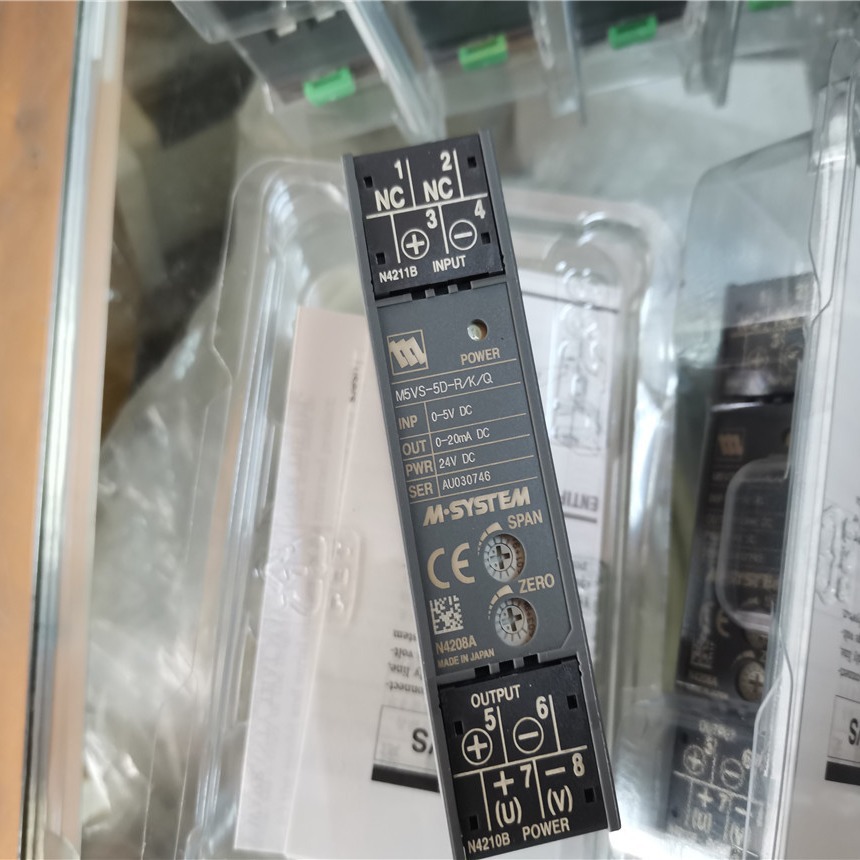 1 2
NC NC
3 4
+ −
N4211B INPUT
POWER
M5VS-5D-R/K/Q
INP 0-5V DC
OUT 0-20mA DC
PWR 24V DC
SER AU030746
M·SYSTEM
SPAN
CE
ZERO
N4208A
MADE IN JAPAN
OUTPUT
5 6
+ −
+ 7 − 8
(U) (V)
N4210B POWER
ENTIF